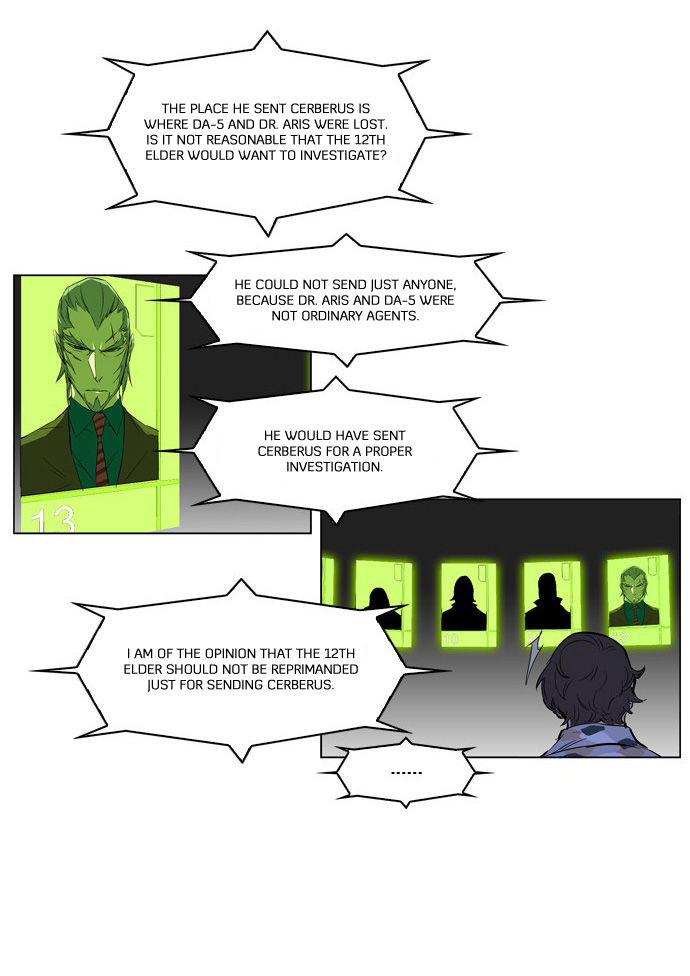 THE PLACE HE SENT CERBERUS IS
WHERE DA-5 AND DR. ARIS WERE LOST.
IS IT NOT REASONABLE THAT THE 12TH
ELDER WOULD WANT TO INVESTIGATE?
HE COULD NOT SEND JUST ANYONE,
BECAUSE DR. ARIS AND DA-5 WERE
NOT ORDINARY AGENTS.
HE WOULD HAVE SENT
CERBERUS FOR A PROPER
INVESTIGATION.
13
I AM OF THE OPINION THAT THE 12TH
ELDER SHOULD NOT BE REPRIMANDED
JUST FOR SENDING CERBERUS.
10
13
------